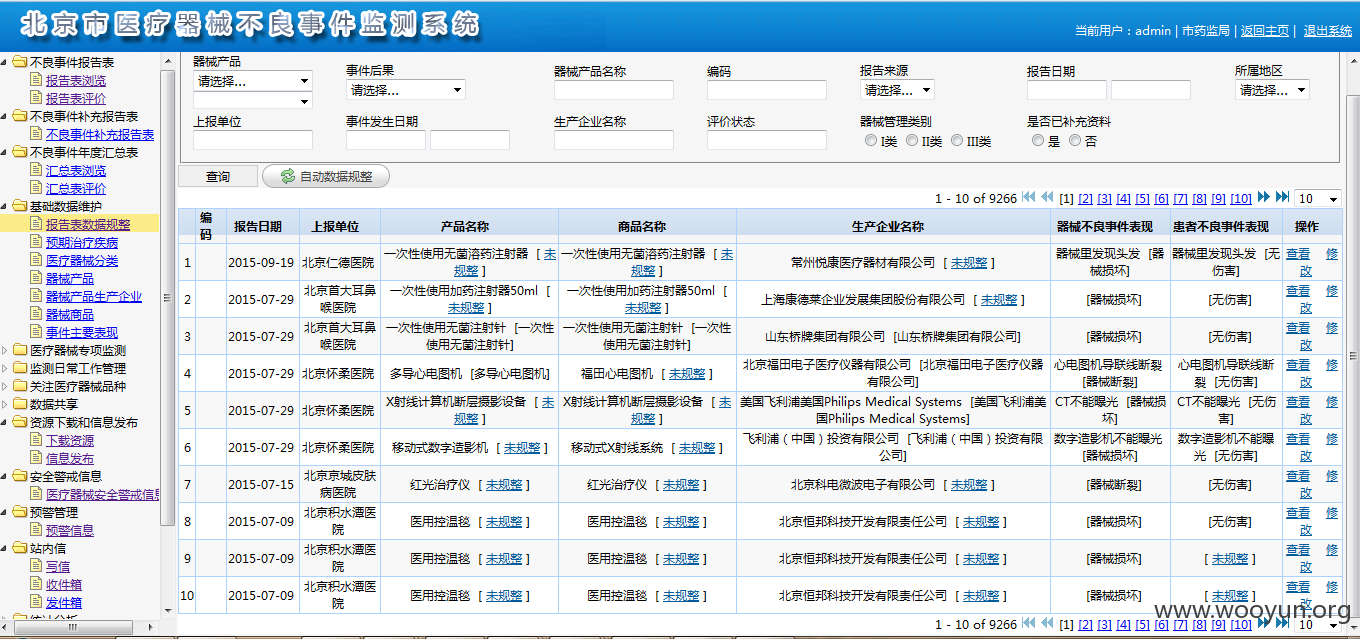 北京市医疗器械不良事件监测系统
当前用户：admin | 市药监局 | 返回主页 | 退出系统
不良事件报告表
报告表浏览
报告表评价
不良事件补充报告表
不良事件补充报告表
不良事件年度汇总表
汇总表浏览
汇总表评价
基础数据维护
报告表数据规整
预期治疗疾病
医疗器械分类
器械产品
器械产品生产企业
器械商品
事件主要表现
医疗器械专项监测
监测日常工作管理
关注医疗器械品种
数据共享
资源下载和信息发布
下载资源
信息发布
安全警戒信息
医疗器械安全警戒信息
预警管理
预警信息
站内信
写信
收件箱
发件箱
统计分析
器械产品 事件后果 器械产品名称 编码 报告来源 报告日期 所属地区
请选择... 请选择... 请选择... 请选择...
上报单位 事件发生日期 生产企业名称 评价状态 器械管理类别 是否已补充资料
I类 II类 III类 是 否
查询 自动数据规整
1 - 10 of 9266 [1] [2] [3] [4] [5] [6] [7] [8] [9] [10] 10
编码 报告日期 上报单位 产品名称 商品名称 生产企业名称 器械不良事件表现 患者不良事件表现 操作
1 2015-09-19 北京仁德医院 一次性使用无菌溶药注射器 [ 未规整 ] 一次性使用无菌溶药注射器 [ 未规整 ] 常州悦康医疗器材有限公司 [ 未规整 ] 器械里发现头发 [器械损坏] 器械里发现头发 [无伤害] 查看 修改
2 2015-07-29 北京首大耳鼻喉医院 一次性使用加药注射器50ml [ 未规整 ] 一次性使用加药注射器50ml [ 未规整 ] 上海康德莱企业发展集团股份有限公司 [ 未规整 ] [器械损坏] [无伤害] 查看 修改
3 2015-07-29 北京首大耳鼻喉医院 一次性使用无菌注射针 [一次性使用无菌注射针] 一次性使用无菌注射针 [一次性使用无菌注射针] 山东桥牌集团有限公司 [山东桥牌集团有限公司] [器械损坏] [无伤害] 查看 修改
4 2015-07-29 北京怀柔医院 多导心电图机 [多导心电图机] 福田心电图机 [ 未规整 ] 北京福田电子医疗仪器有限公司 [北京福田电子医疗仪器有限公司] 心电图机导联线断裂 [器械断裂] 心电图机导联线断裂 [无伤害] 查看 修改
5 2015-07-29 北京怀柔医院 X射线计算机断层摄影设备 [ 未规整 ] X射线计算机断层摄影设备 [ 未规整 ] 美国飞利浦美国Philips Medical Systems [美国飞利浦美国Philips Medical Systems] CT不能曝光 [器械损坏] CT不能曝光 [无伤害] 查看 修改
6 2015-07-29 北京怀柔医院 移动式数字造影机 [ 未规整 ] 移动式X射线系统 [ 未规整 ] 飞利浦（中国）投资有限公司 [飞利浦（中国）投资有限公司] 数字造影机不能曝光 [器械损坏] 数字造影机不能曝光 [无伤害] 查看 修改
7 2015-07-15 北京京城皮肤病医院 红光治疗仪 [ 未规整 ] 红光治疗仪 [ 未规整 ] 北京科电微波电子有限公司 [ 未规整 ] [器械断裂] [无伤害] 查看 修改
8 2015-07-09 北京积水潭医院 医用控温毯 [ 未规整 ] 医用控温毯 [ 未规整 ] 北京恒邦科技开发有限责任公司 [ 未规整 ] [器械损坏] [无伤害] 查看 修改
9 2015-07-09 北京积水潭医院 医用控温毯 [ 未规整 ] 医用控温毯 [ 未规整 ] 北京恒邦科技开发有限责任公司 [ 未规整 ] [器械损坏] [ 未规整 ] 查看 修改
10 2015-07-09 北京积水潭医院 医用控温毯 [ 未规整 ] 医用控温毯 [ 未规整 ] 北京恒邦科技开发有限责任公司 [ 未规整 ] [器械损坏] [ 未规整 ] 查看 修改
www.wooyun.org
1 - 10 of 9266 [1] [2] [3] [4] [5] [6] [7] [8] [9] [10] 10